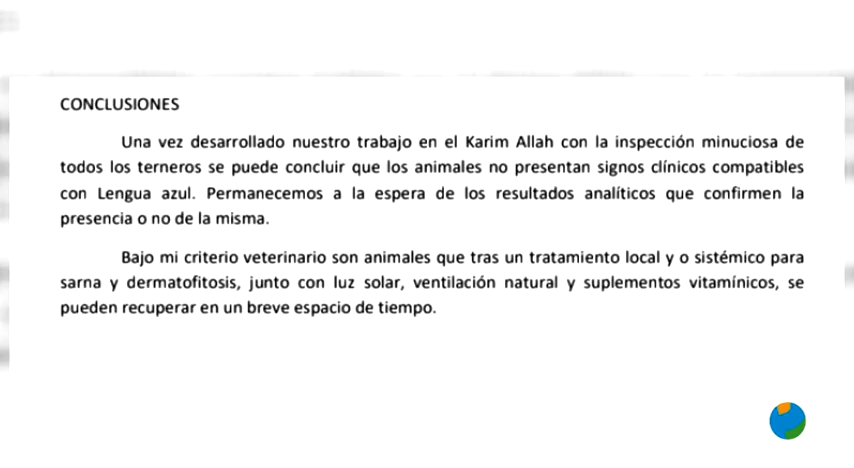 CONCLUSIONES
Una vez desarrollado nuestro trabajo en el Karim Allah con la inspección minuciosa de
todos los terneros se puede concluir que los animales no presentan signos clínicos compatibles
con Lengua azul. Permanecemos a la espera de los resultados analíticos que confirmen la
presencia o no de la misma.
Bajo mi criterio veterinario son animales que tras un tratamiento local y o sistémico para
sarna y dermatofitosis, junto con luz solar, ventilación natural y suplementos vitamínicos, se
pueden recuperar en un breve espacio de tiempo.